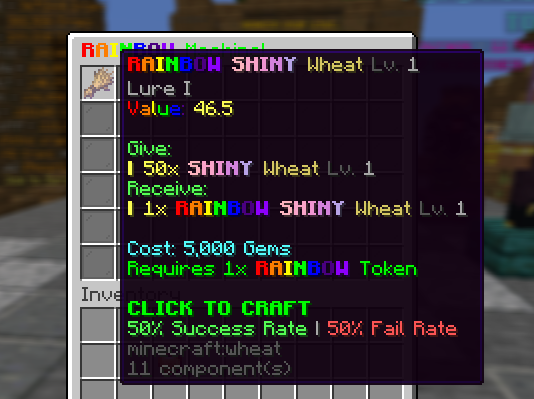 RAINBOW Machine!
RAINBOW SHINY Wheat Lv. 1
Lure I
Value: 46.5
Give:
50x SHINY Wheat Lv. 1
Receive:
1x RAINBOW SHINY Wheat Lv. 1
Cost: 5,000 Gems
Requires 1x RAINBOW Token
Inventory
CLICK TO CRAFT
50% Success Rate | 50% Fail Rate
minecraft:wheat
11 component(s)